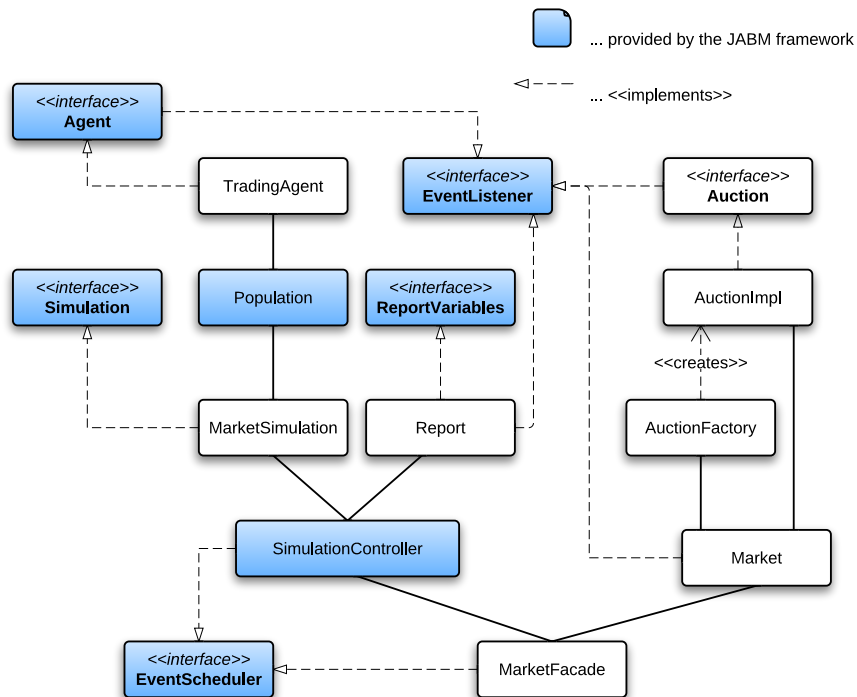 ... provided by the JABM framework
... <<implements>>
<<interface>>
Agent
TradingAgent
<<interface>>
EventListener
<<interface>>
Auction
<<interface>>
Simulation
Population
<<interface>>
ReportVariables
AuctionImpl
<<creates>>
MarketSimulation
Report
AuctionFactory
SimulationController
Market
<<interface>>
EventScheduler
MarketFacade